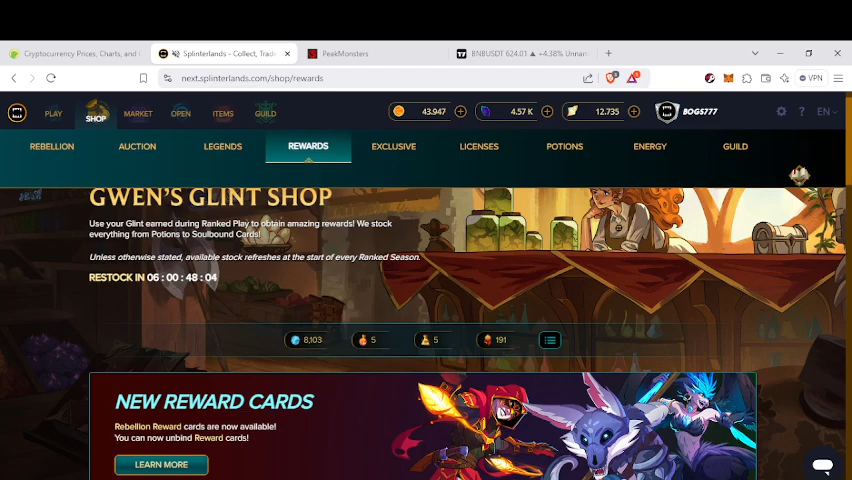 Cryptocurrency Prices, Charts, and
Splinterlands - Collect, Trade
PeakMonsters
BNBUSDT 624.01 ▲ +4.38% Unnam
next.splinterlands.com/shop/rewards
VPN
PLAY
SHOP
MARKET
OPEN
ITEMS
GUILD
43.947
4.57 K
12.735
BOGS777
EN
REBELLION
AUCTION
LEGENDS
REWARDS
EXCLUSIVE
LICENSES
POTIONS
ENERGY
GUILD
GWEN'S GLINT SHOP
Use your Glint earned during Ranked Play to obtain amazing rewards! We stock
everything from Potions to Soulbound Cards!
Unless otherwise stated, available stock refreshes at the start of every Ranked Season.
RESTOCK IN 06 : 00 : 48 : 04
8,103
5
5
191
NEW REWARD CARDS
Rebellion Reward cards are now available!
You can now unbind Reward cards!
LEARN MORE